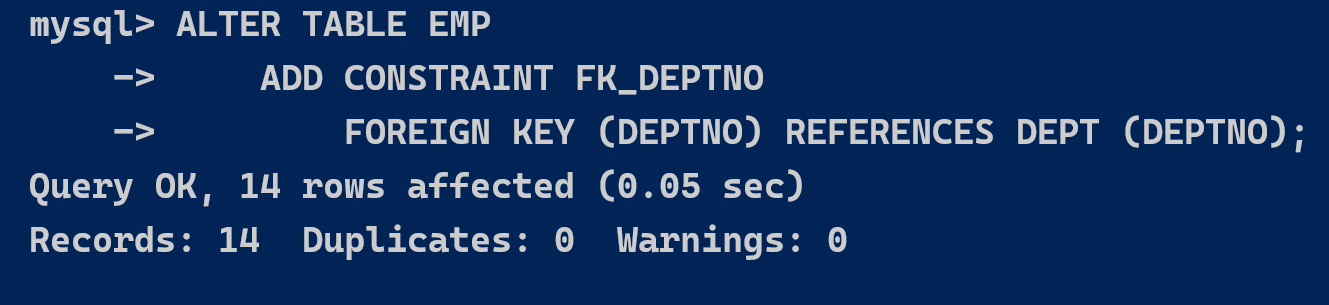 mysql> ALTER TABLE EMP
    ->     ADD CONSTRAINT FK_DEPTNO
    ->         FOREIGN KEY (DEPTNO) REFERENCES DEPT (DEPTNO);
Query OK, 14 rows affected (0.05 sec)
Records: 14  Duplicates: 0  Warnings: 0